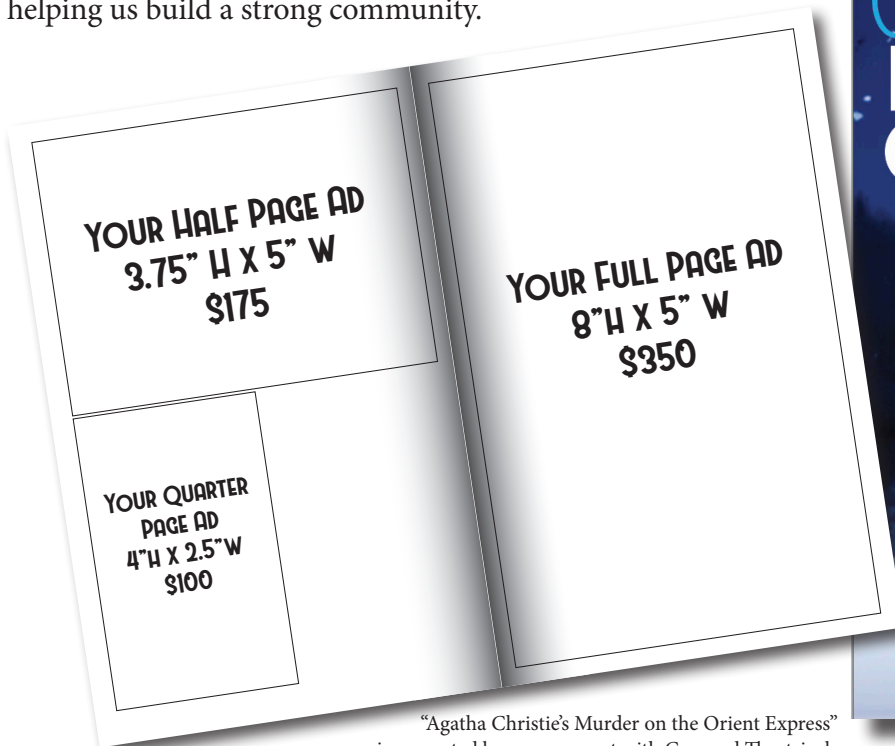 helping us build a strong community.
Your Half Page Ad
3.75” H x 5” W
$175
Your Quarter
Page Ad
4”H x 2.5”W
$100
Your Full Page Ad
8”H x 5” W
$350
“Agatha Christie’s Murder on the Orient Express”